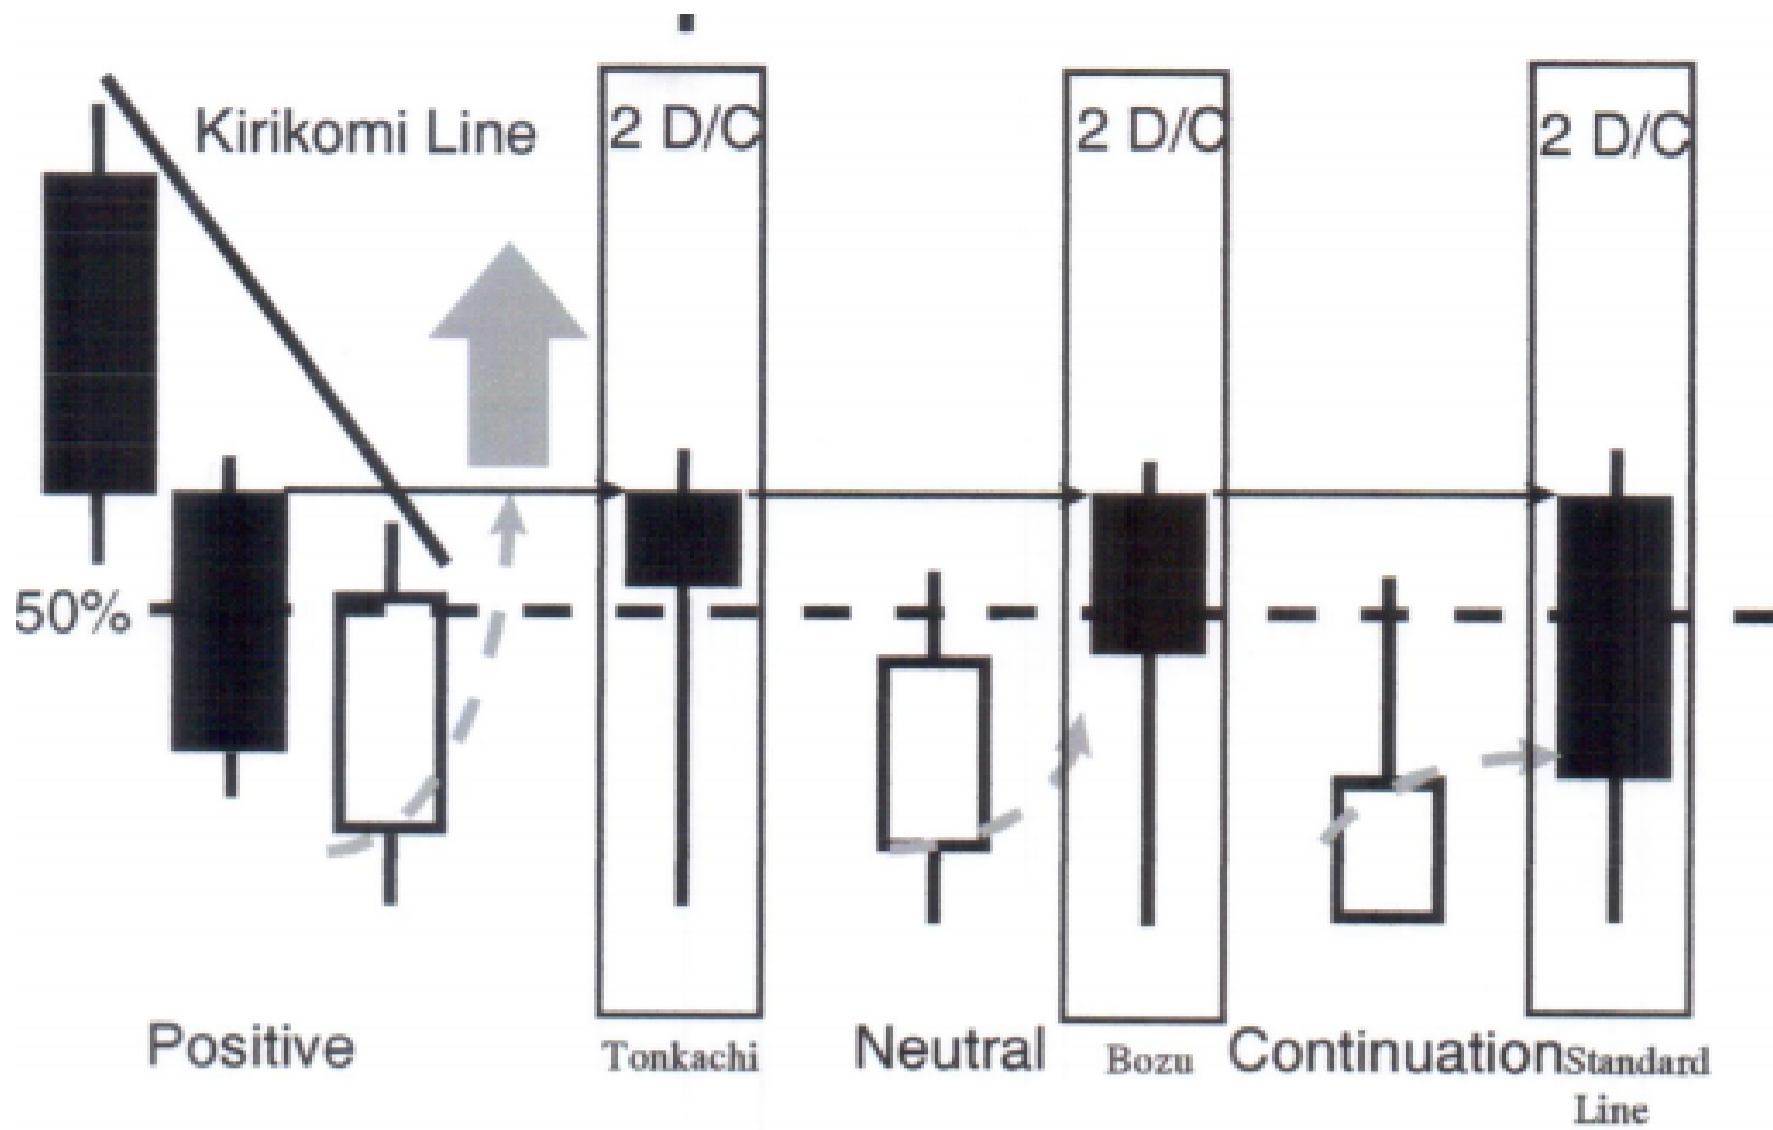 Kirikomi Line
2 D/C
2 D/C
2 D/C
50%
Positive
Tonkachi
Neutral
Bozu
Continuation
Standard
Line